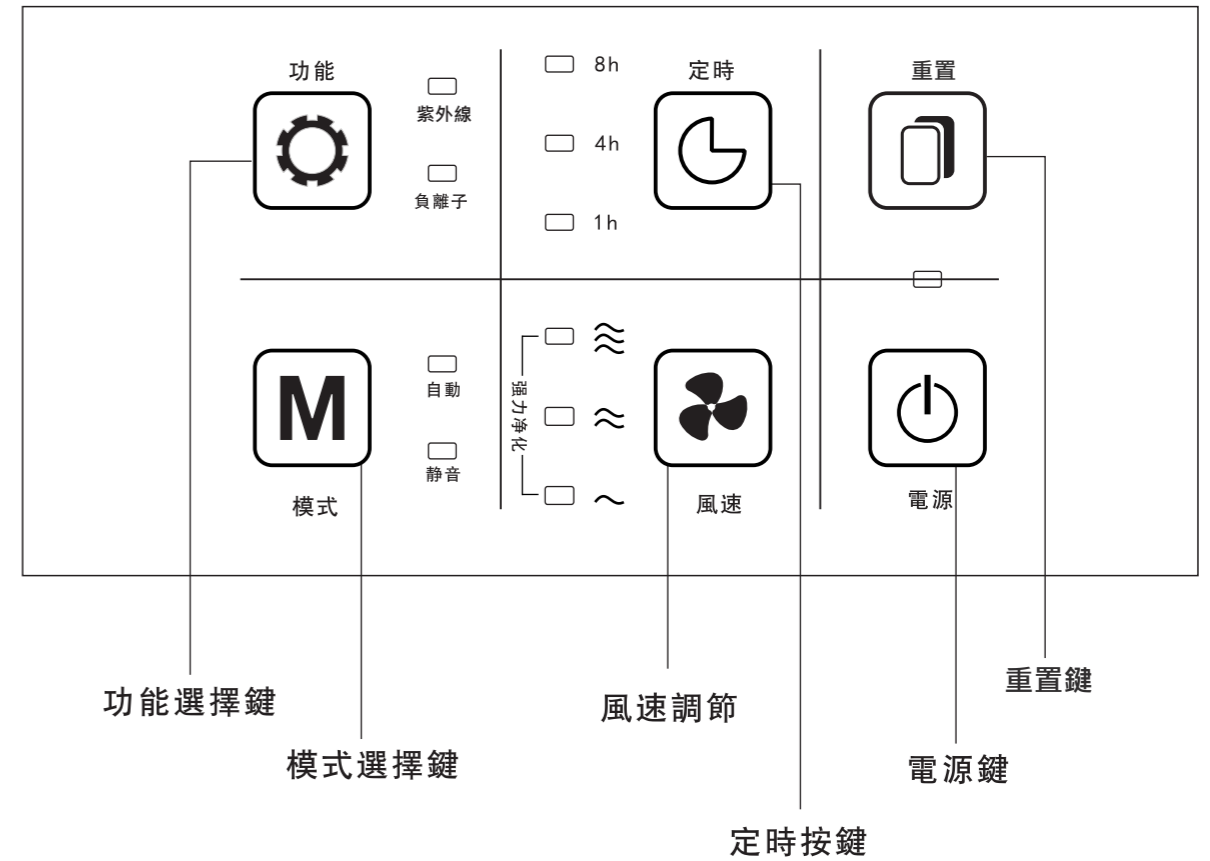 功能
紫外線
負離子
8h
4h
1h
定時
重置
M
自動
静音
模式
强力净化
風速
電源
功能選擇鍵
模式選擇鍵
風速調節
定時按鍵
電源鍵
重置鍵